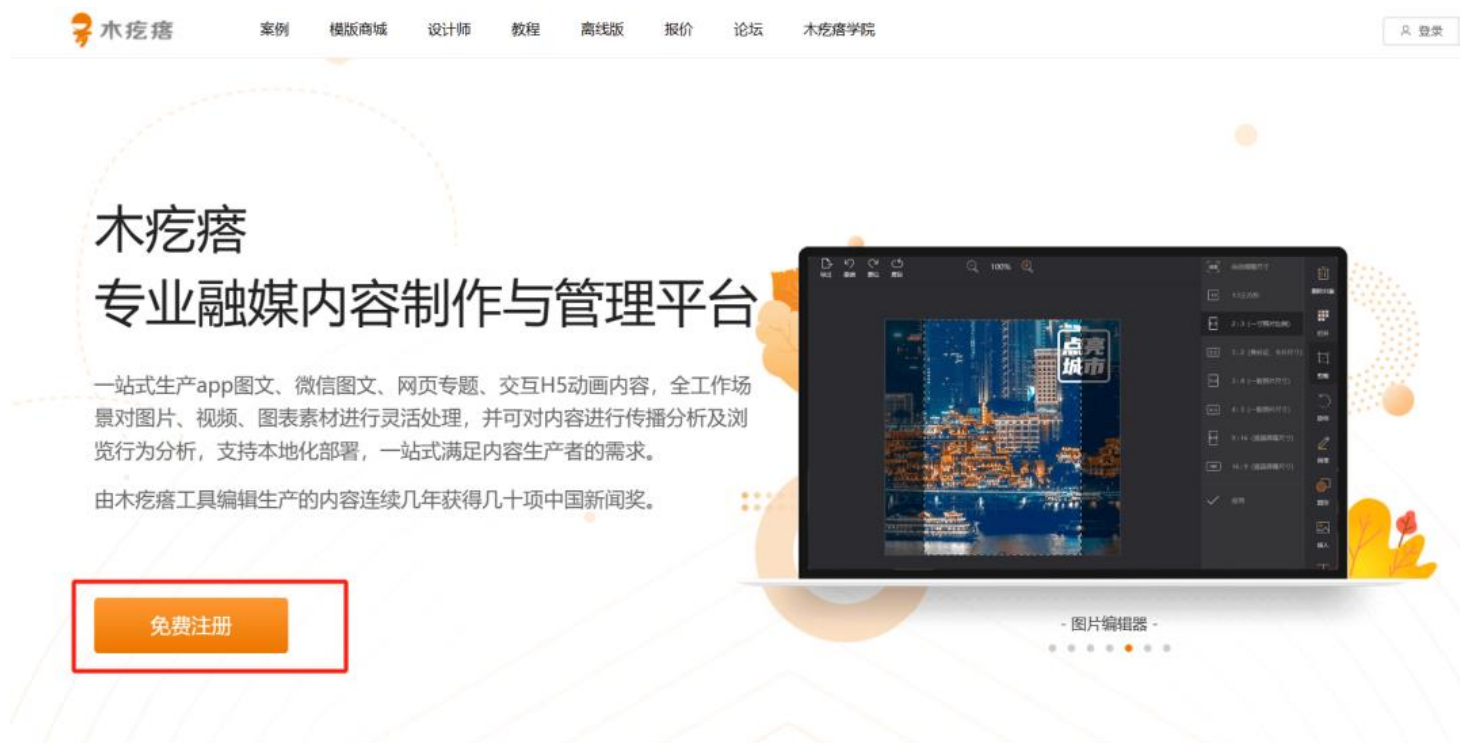 木疙瘩
案例 模版商城 设计师 教程 离线版 报价 论坛 木疙瘩学院
登录
木疙瘩
专业融媒内容制作与管理平台
一站式生产app图文、微信图文、网页专题、交互H5动画内容，全工作场
景对图片、视频、图表素材进行灵活处理，并可对内容进行传播分析及浏
览行为分析，支持本地化部署，一站式满足内容生产者的需求。
由木疙瘩工具编辑生产的内容连续几年获得几十项中国新闻奖。
免费注册
100%
点亮
城市
- 图片编辑器 -